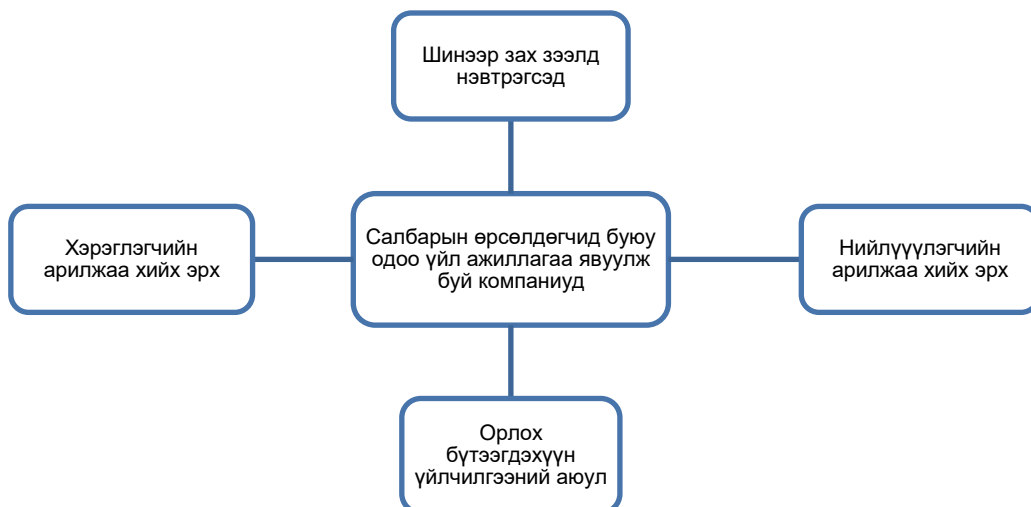 Шинээр зах зээлд
нэвтрэгсэд
Хэрэглэгчийн
арилжаа хийх эрх
Салбарын өрсөлдөгчид буюу
одоо үйл ажиллагаа явуулж
буй компаниуд
Нийлүүүлэгчийн
арилжаа хийх эрх
Орлох
бүтээгдэхүүн
үйлчилгээний аюул